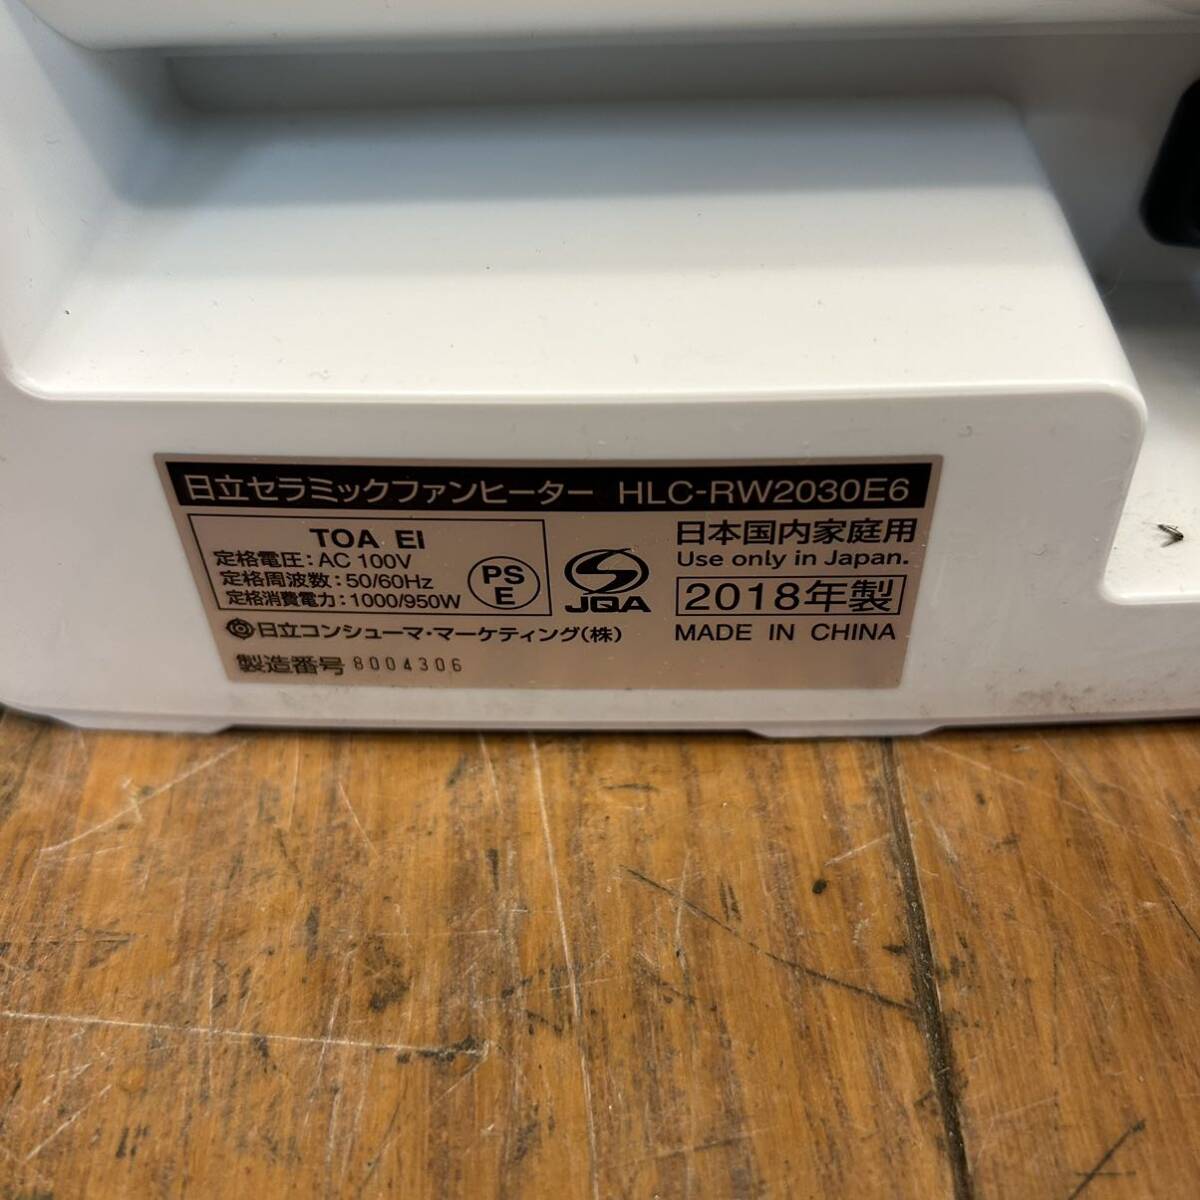 日立セラミックファンヒーター HLC-RW2030E6
TOA EI
定格電圧:AC 100V
定格周波数:50/60Hz
定格消費電力:1000/950W
PS
E
JQA
日本国内家庭用
Use only in Japan.
2018年製
日立コンシューマ・マーケティング(株)
MADE IN CHINA
製造番号 8004306